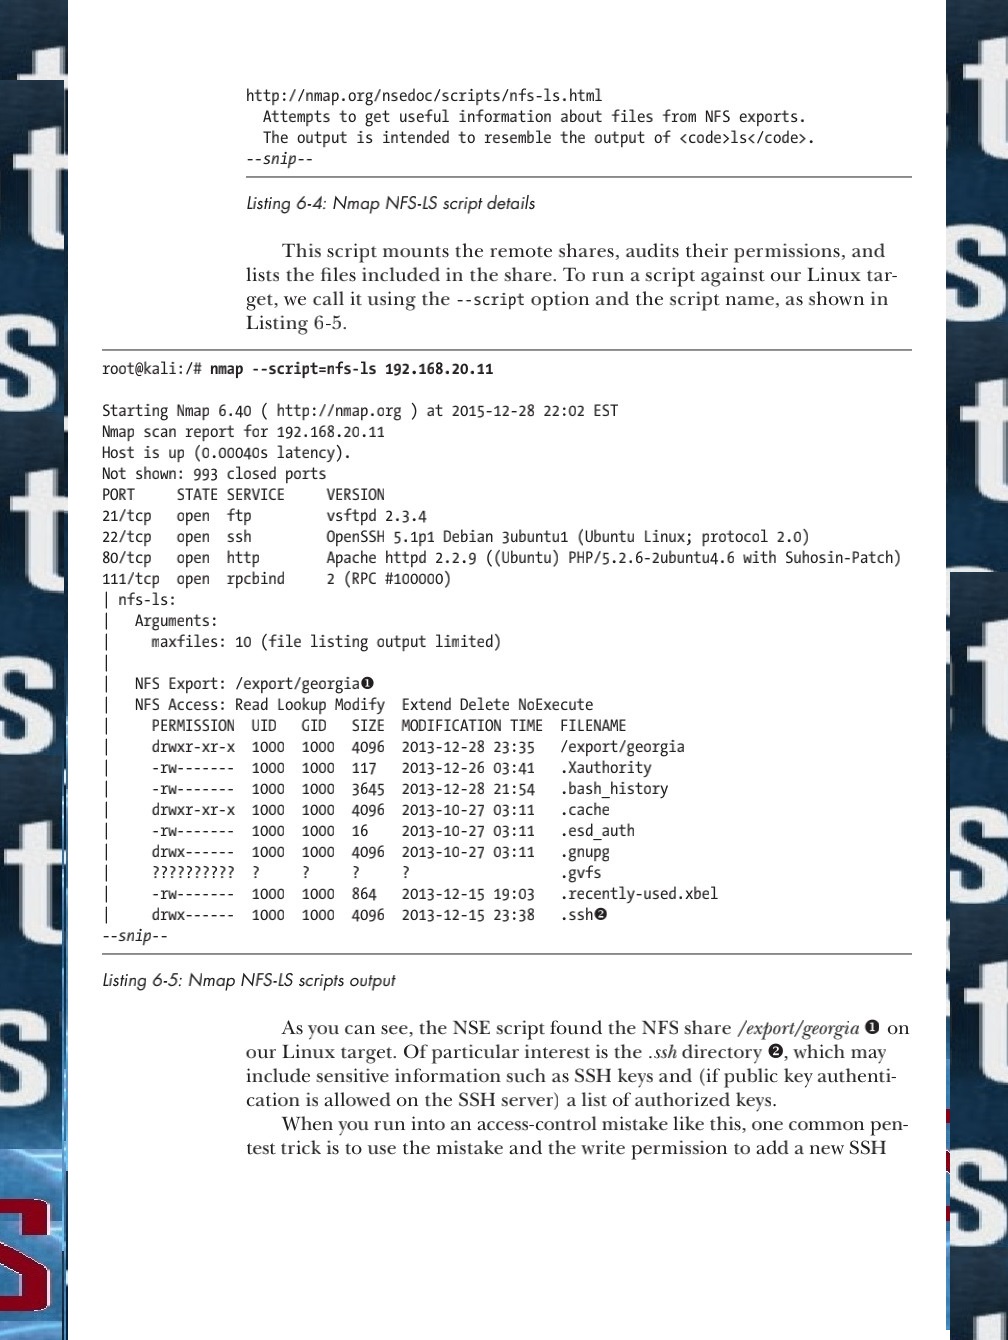 http://nmap.org/nsedoc/scripts/nfs-ls.html
  Attempts to get useful information about files from NFS exports.
  The output is intended to resemble the output of <code>ls</code>.
--snip--
Listing 6-4: Nmap NFS-LS script details
This script mounts the remote shares, audits their permissions, and
lists the files included in the share. To run a script against our Linux tar-
get, we call it using the --script option and the script name, as shown in
Listing 6-5.
root@kali:/# nmap --script=nfs-ls 192.168.20.11
Starting Nmap 6.40 ( http://nmap.org ) at 2015-12-28 22:02 EST
Nmap scan report for 192.168.20.11
Host is up (0.00040s latency).
Not shown: 993 closed ports
PORT     STATE SERVICE     VERSION
21/tcp   open  ftp         vsftpd 2.3.4
22/tcp   open  ssh         OpenSSH 5.1p1 Debian 3ubuntu1 (Ubuntu Linux; protocol 2.0)
80/tcp   open  http        Apache httpd 2.2.9 ((Ubuntu) PHP/5.2.6-2ubuntu4.6 with Suhosin-Patch)
111/tcp  open  rpcbind     2 (RPC #100000)
| nfs-ls:
|   Arguments:
|     maxfiles: 10 (file listing output limited)
|
|   NFS Export: /export/georgia❶
|   NFS Access: Read Lookup Modify  Extend Delete NoExecute
|     PERMISSION  UID   GID   SIZE  MODIFICATION TIME  FILENAME
|     drwxr-xr-x  1000  1000  4096  2013-12-28 23:35   /export/georgia
|     -rw-------  1000  1000  117   2013-12-26 03:41   .Xauthority
|     -rw-------  1000  1000  3645  2013-12-28 21:54   .bash_history
|     drwxr-xr-x  1000  1000  4096  2013-10-27 03:11   .cache
|     -rw-------  1000  1000  16    2013-10-27 03:11   .esd_auth
|     drwx------  1000  1000  4096  2013-10-27 03:11   .gnupg
|     ??????????  ?     ?     ?     ?                  .gvfs
|     -rw-------  1000  1000  864   2013-12-15 19:03   .recently-used.xbel
|     drwx------  1000  1000  4096  2013-12-15 23:38   .ssh❷
--snip--
Listing 6-5: Nmap NFS-LS scripts output
As you can see, the NSE script found the NFS share /export/georgia ❶ on
our Linux target. Of particular interest is the .ssh directory ❷, which may
include sensitive information such as SSH keys and (if public key authenti-
cation is allowed on the SSH server) a list of authorized keys.
When you run into an access-control mistake like this, one common pen-
test trick is to use the mistake and the write permission to add a new SSH